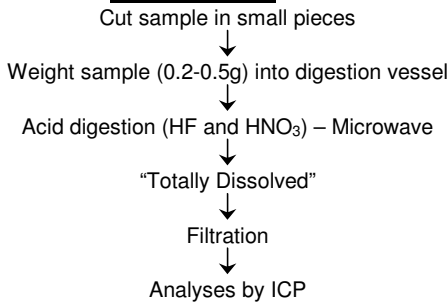 Cut sample in small pieces
Weight sample (0.2-0.5g) into digestion vessel
Acid digestion (HF and HNO₃) – Microwave
“Totally Dissolved”
Filtration
Analyses by ICP